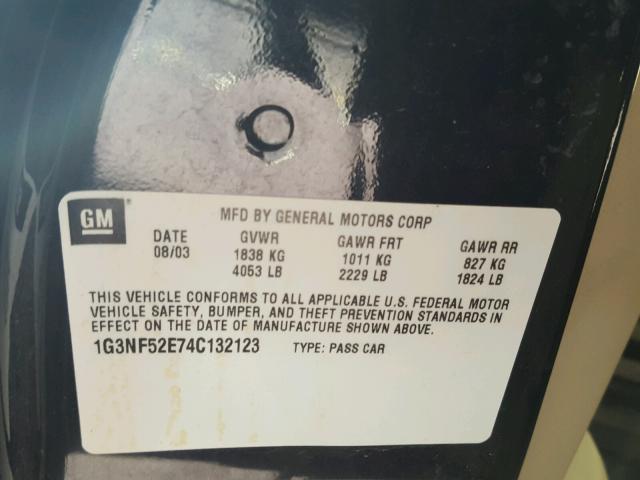 GM
MFD BY GENERAL MOTORS CORP
DATE GVWR GAWR FRT GAWR RR
08/03 1838 KG 1011 KG 827 KG
4053 LB 2229 LB 1824 LB
THIS VEHICLE CONFORMS TO ALL APPLICABLE U.S. FEDERAL MOTOR
VEHICLE SAFETY, BUMPER, AND THEFT PREVENTION STANDARDS IN
EFFECT ON THE DATE OF MANUFACTURE SHOWN ABOVE.
1G3NF52E74C132123 TYPE: PASS CAR